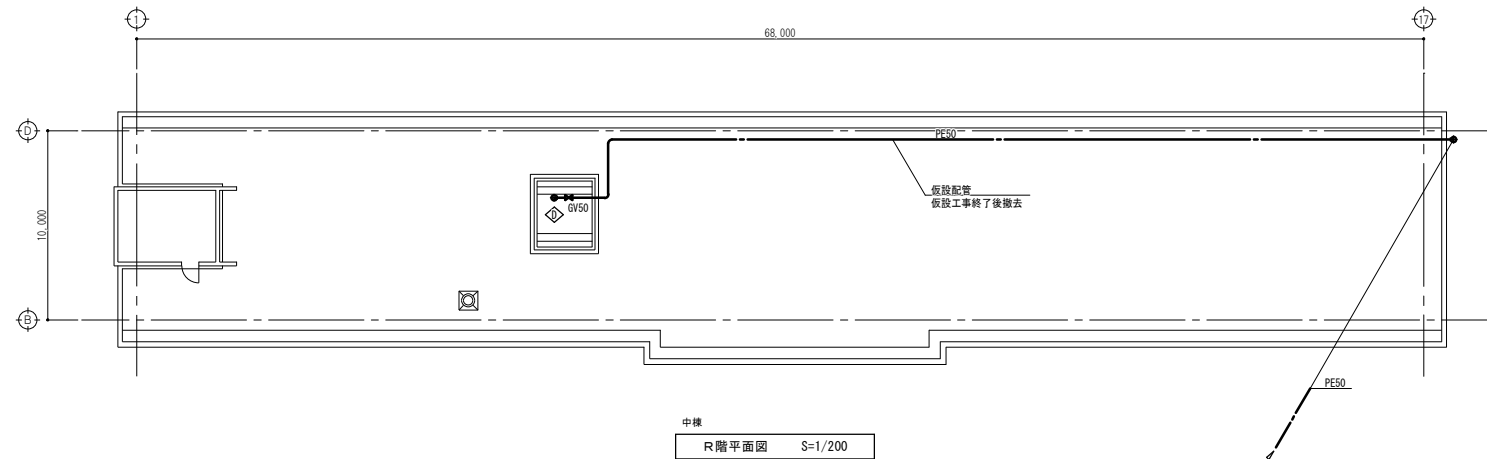 1
17
68,000
D
PE50
仮設配管
仮設工事終了後撤去
GV50
D
10,000
B
PE50
中棟
R階平面図 S=1/200